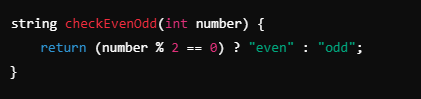 string checkEvenOdd(int number) {
    return (number % 2 == 0) ? "even" : "odd";
}